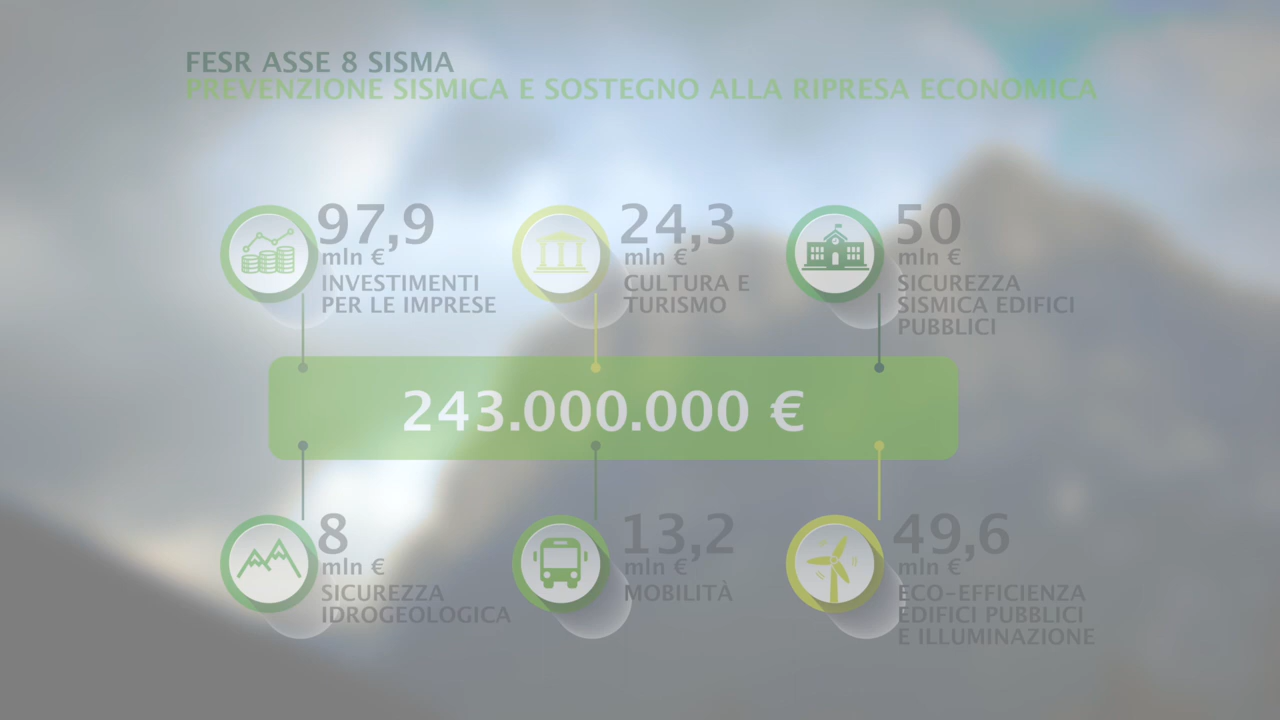 FESR ASSE 8 SISMA
PREVENZIONE SISMICA E SOSTEGNO ALLA RIPRESA ECONOMICA
97,9
mln €
INVESTIMENTI
PER LE IMPRESE
24,3
mln €
CULTURA E
TURISMO
50
mln €
SICUREZZA
SISMICA EDIFICI
PUBBLICI
243.000.000 €
8
mln €
SICUREZZA
IDROGEOLOGICA
13,2
mln €
MOBILITÀ
49,6
mln €
ECO-EFFICIENZA
EDIFICI PUBBLICI
E ILLUMINAZIONE